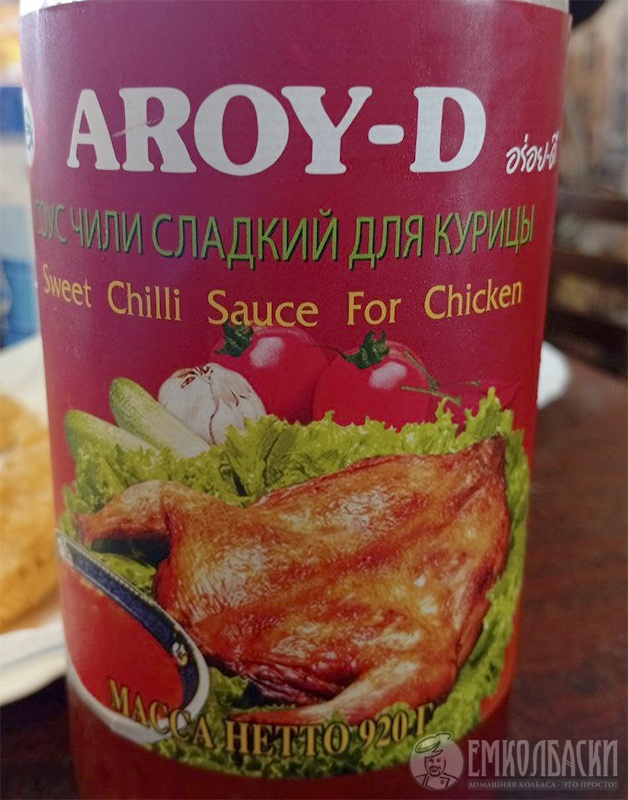 AROY-D
อร่อย-ดี
СОУС ЧИЛИ СЛАДКИЙ ДЛЯ КУРИЦЫ
Sweet Chilli Sauce For Chicken
МАССА НЕТТО 920 Г
ЕМКОЛБАСКИ
ДОМАШНЯЯ КОЛБАСА - ЭТО ПРОСТО!